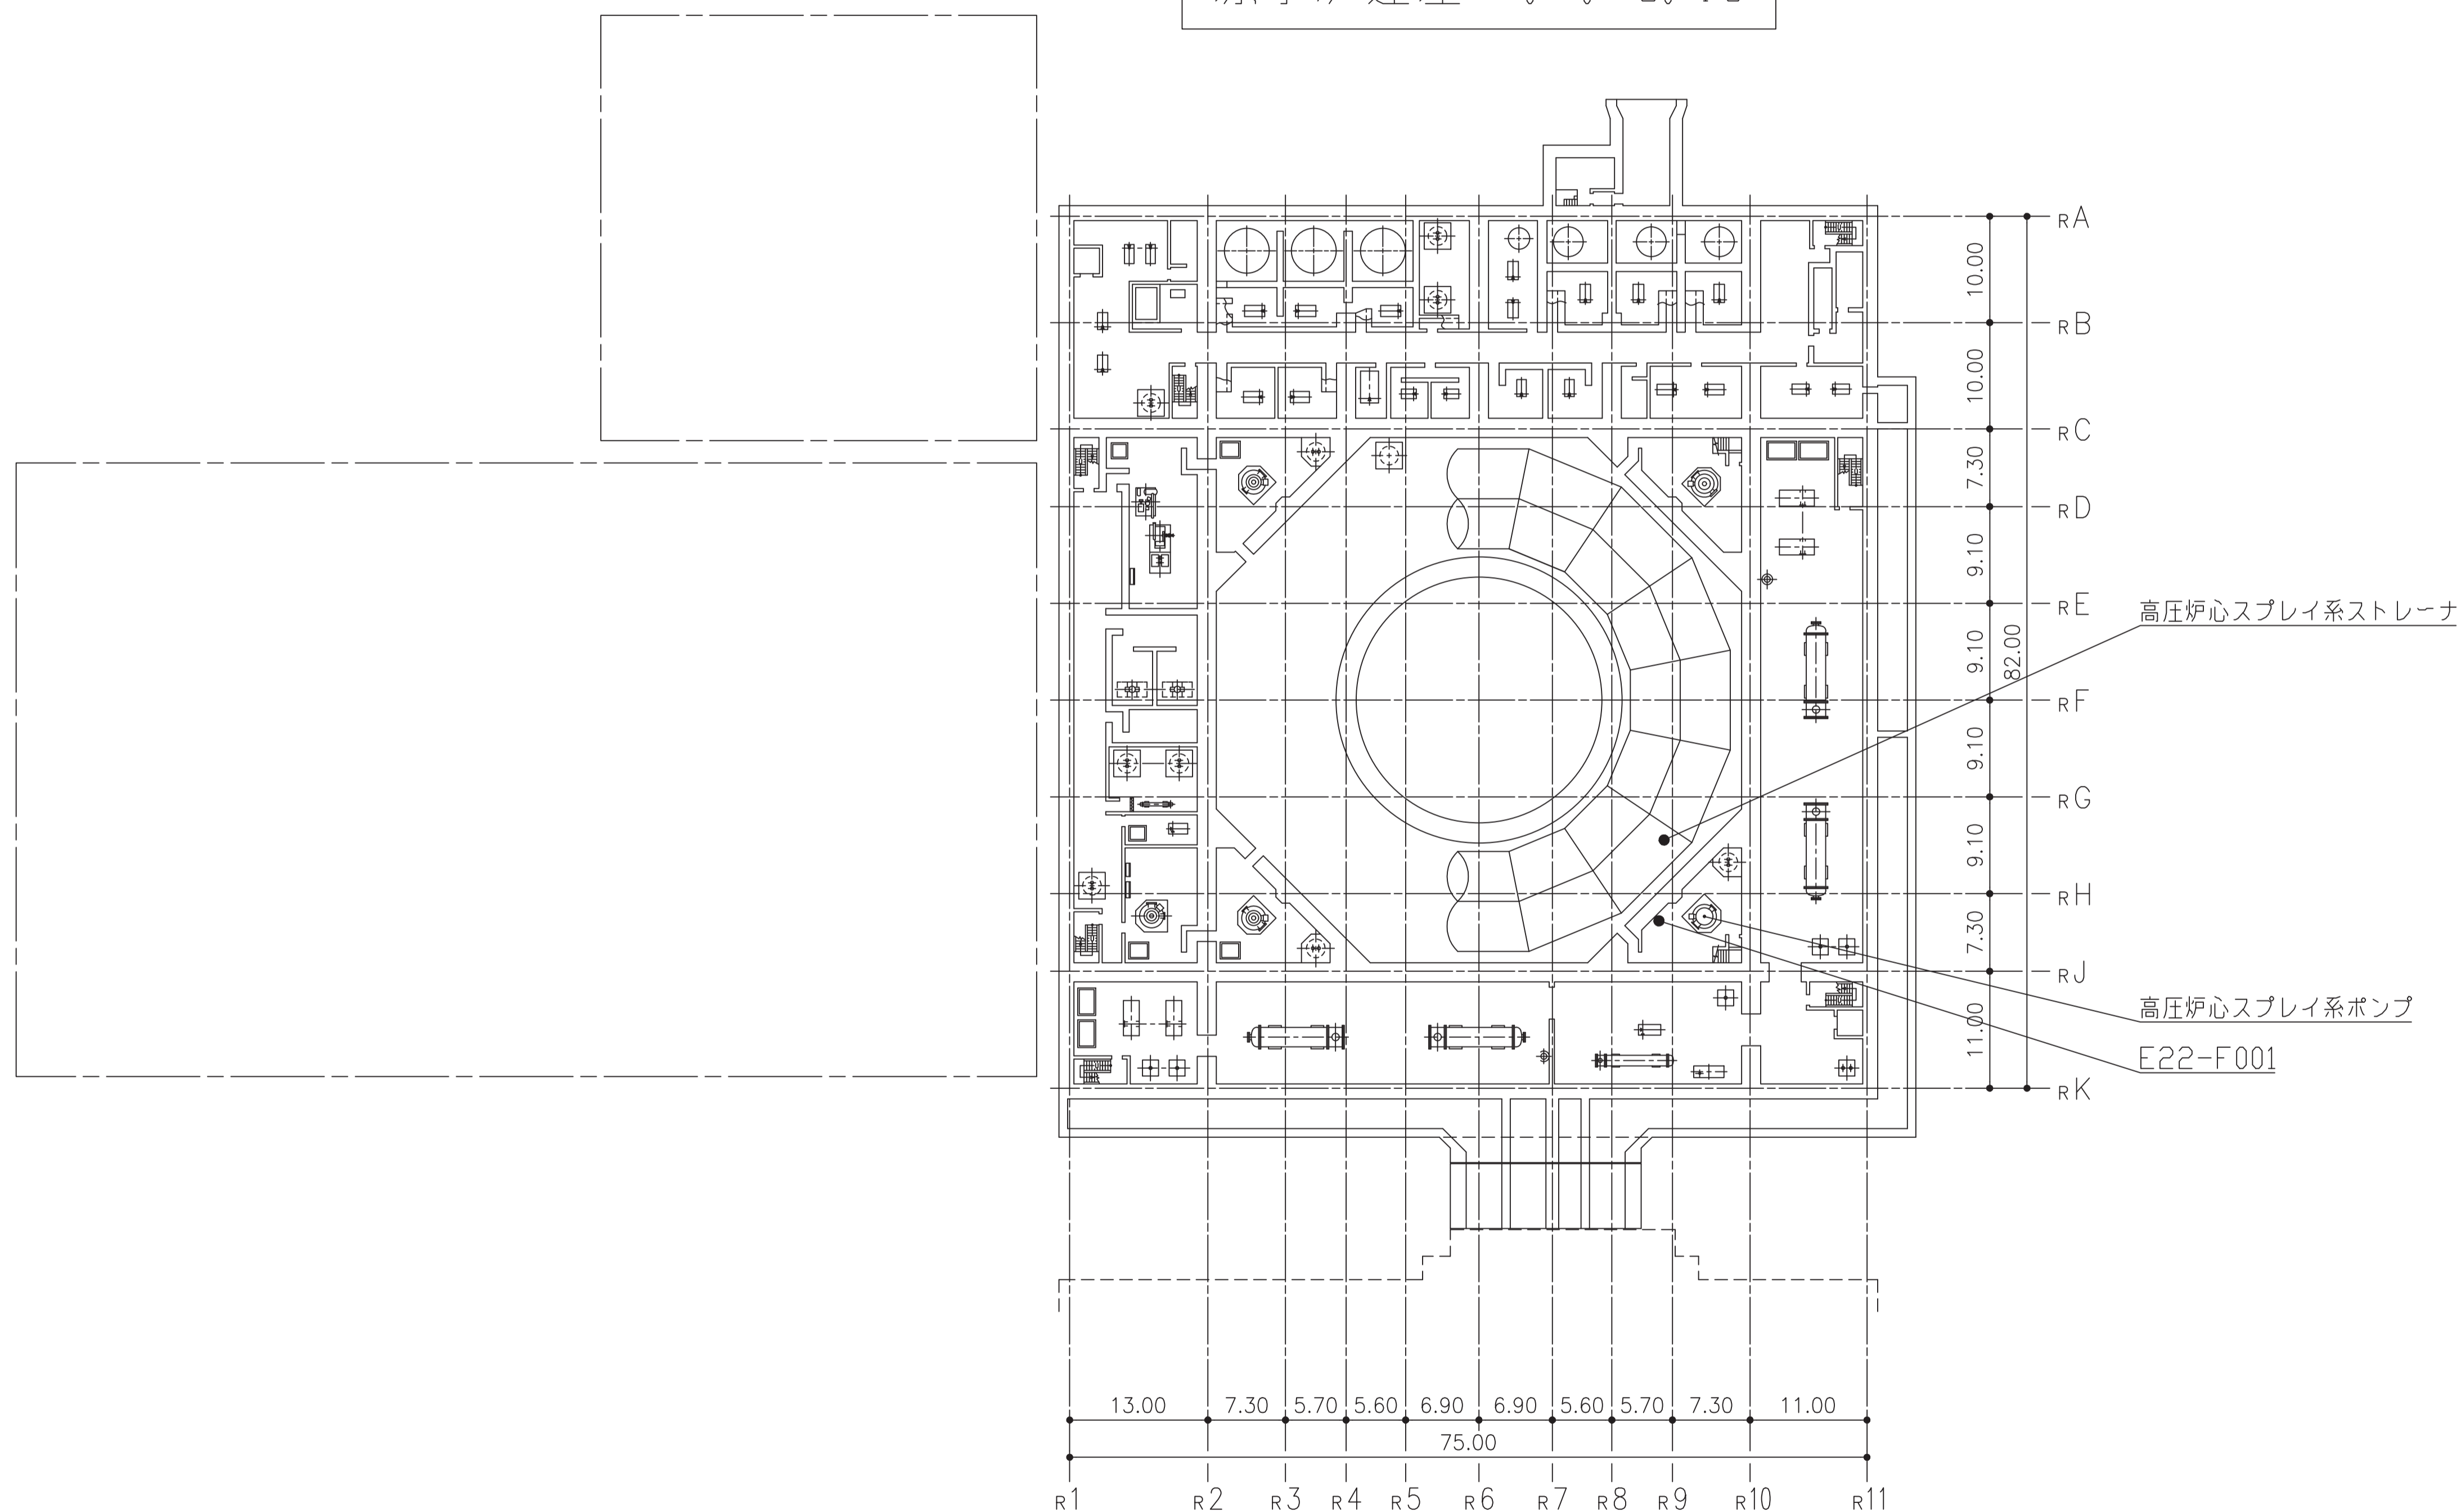 RA
10.00
RB
10.00
RC
7.30
RD
9.10
RE
高圧炉心スプレイ系ストレーナ
9.10
82.00
RF
9.10
RG
9.10
RH
7.30
RJ
高圧炉心スプレイ系ポンプ
11.00
E22-F001
RK
13.00 7.30 5.70 5.60 6.90 6.90 5.60 5.70 7.30 11.00
75.00
R1 R2 R3 R4 R5 R6 R7 R8 R9 R10 R11